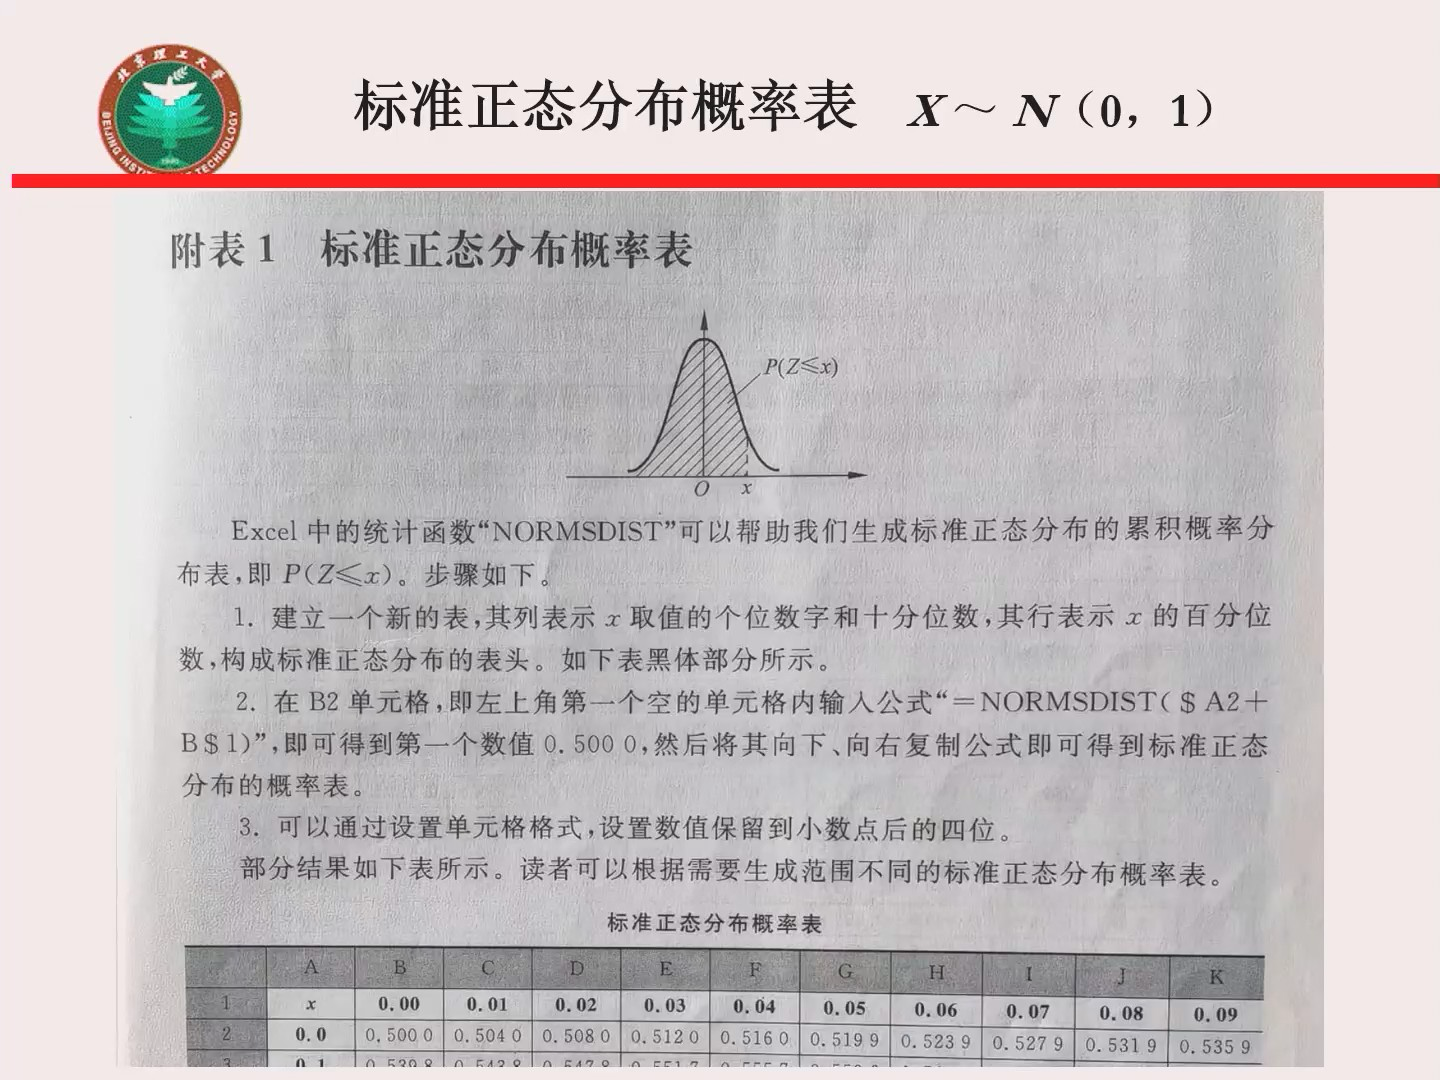 北京理工大学
标准正态分布概率表 X～N（0，1）
附表1 标准正态分布概率表
P(Z≤x)
O x
Excel 中的统计函数“NORMSDIST”可以帮助我们生成标准正态分布的累积概率分
布表,即 P(Z≤x)。步骤如下。
1. 建立一个新的表,其列表示 x 取值的个位数字和十分位数,其行表示 x 的百分位
数,构成标准正态分布的表头。如下表黑体部分所示。
2. 在 B2 单元格,即左上角第一个空的单元格内输入公式“=NORMSDIST($A2+
B$1)”,即可得到第一个数值 0.500 0,然后将其向下、向右复制公式即可得到标准正态
分布的概率表。
3. 可以通过设置单元格格式,设置数值保留到小数点后的四位。
部分结果如下表所示。读者可以根据需要生成范围不同的标准正态分布概率表。
标准正态分布概率表
A B C D E F G H I J K
1 x 0.00 0.01 0.02 0.03 0.04 0.05 0.06 0.07 0.08 0.09
2 0.0 0.500 0 0.504 0 0.508 0 0.512 0 0.516 0 0.519 9 0.523 9 0.527 9 0.531 9 0.535 9
3 0.1 0.539 8 0.543 8 0.547 8 0.551 7 0.555 7